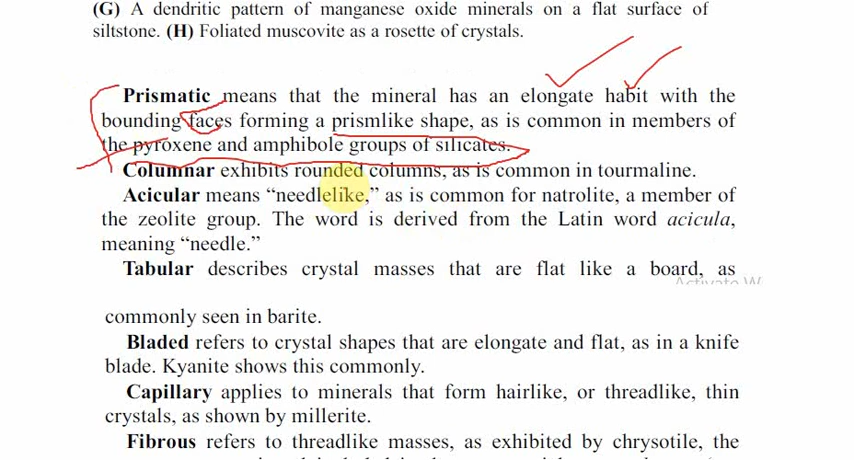 (G) A dendritic pattern of manganese oxide minerals on a flat surface of
siltstone. (H) Foliated muscovite as a rosette of crystals.
Prismatic means that the mineral has an elongate habit with the
bounding faces forming a prismlike shape, as is common in members of
the pyroxene and amphibole groups of silicates.
Columnar exhibits rounded columns, as is common in tourmaline.
Acicular means “needlelike,” as is common for natrolite, a member of
the zeolite group. The word is derived from the Latin word acicula,
meaning “needle.”
Tabular describes crystal masses that are flat like a board, as
Activate W
commonly seen in barite.
Bladed refers to crystal shapes that are elongate and flat, as in a knife
blade. Kyanite shows this commonly.
Capillary applies to minerals that form hairlike, or threadlike, thin
crystals, as shown by millerite.
Fibrous refers to threadlike masses, as exhibited by chrysotile, the